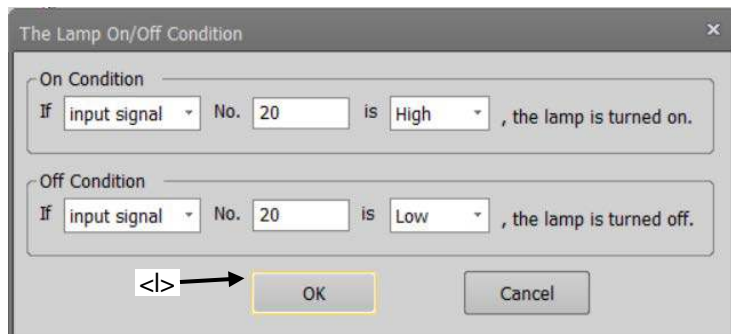 The Lamp On/Off Condition ×
On Condition
If input signal No. 20 is High , the lamp is turned on.
Off Condition
If input signal No. 20 is Low , the lamp is turned off.
<l> OK Cancel